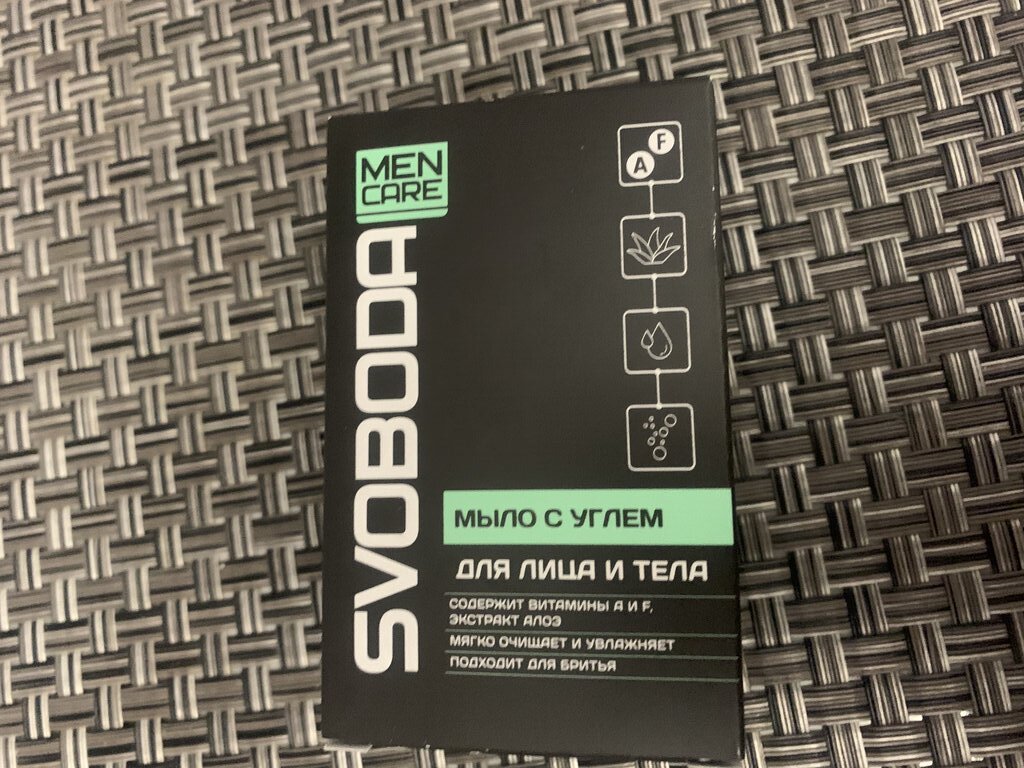 MEN
CARE
SVOBODA
A F
МЫЛО С УГЛЕМ
ДЛЯ ЛИЦА И ТЕЛА
СОДЕРЖИТ ВИТАМИНЫ А И F,
ЭКСТРАКТ АЛОЭ
МЯГКО ОЧИЩАЕТ И УВЛАЖНЯЕТ
ПОДХОДИТ ДЛЯ БРИТЬЯ